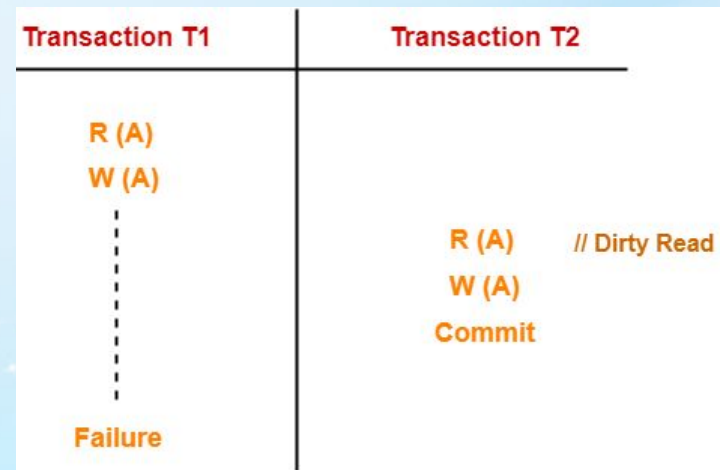 Transaction T1
Transaction T2
R (A)
W (A)
R (A) // Dirty Read
W (A)
Commit
Failure